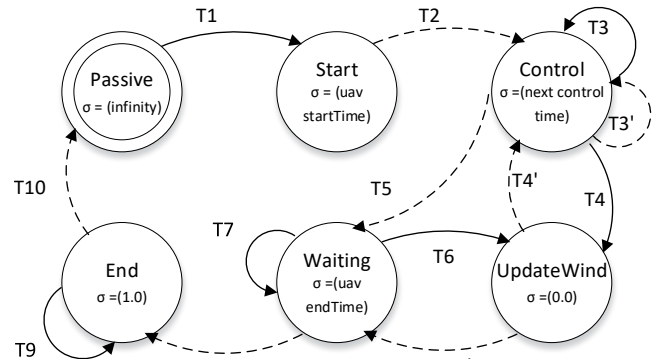 T1
T2
T3
Passive
σ = (infinity)
Start
σ = (uav
startTime)
Control
σ =(next control
time)
T3'
T10
T5
T4'
T4
T7
T6
End
σ =(1.0)
Waiting
σ =(uav
endTime)
UpdateWind
σ =(0.0)
T9